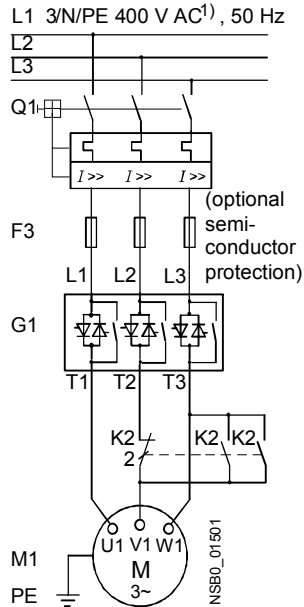 L1 3/N/PE 400 V AC1) , 50 Hz
L2
L3
Q1
I >> I >> I >>
(optional
semi-
conductor
protection)
F3
L1 L2 L3
G1
T1 T2 T3
K2 K2 K2
2
U1 V1 W1
M1 M
3~
PE
NSB0_01501